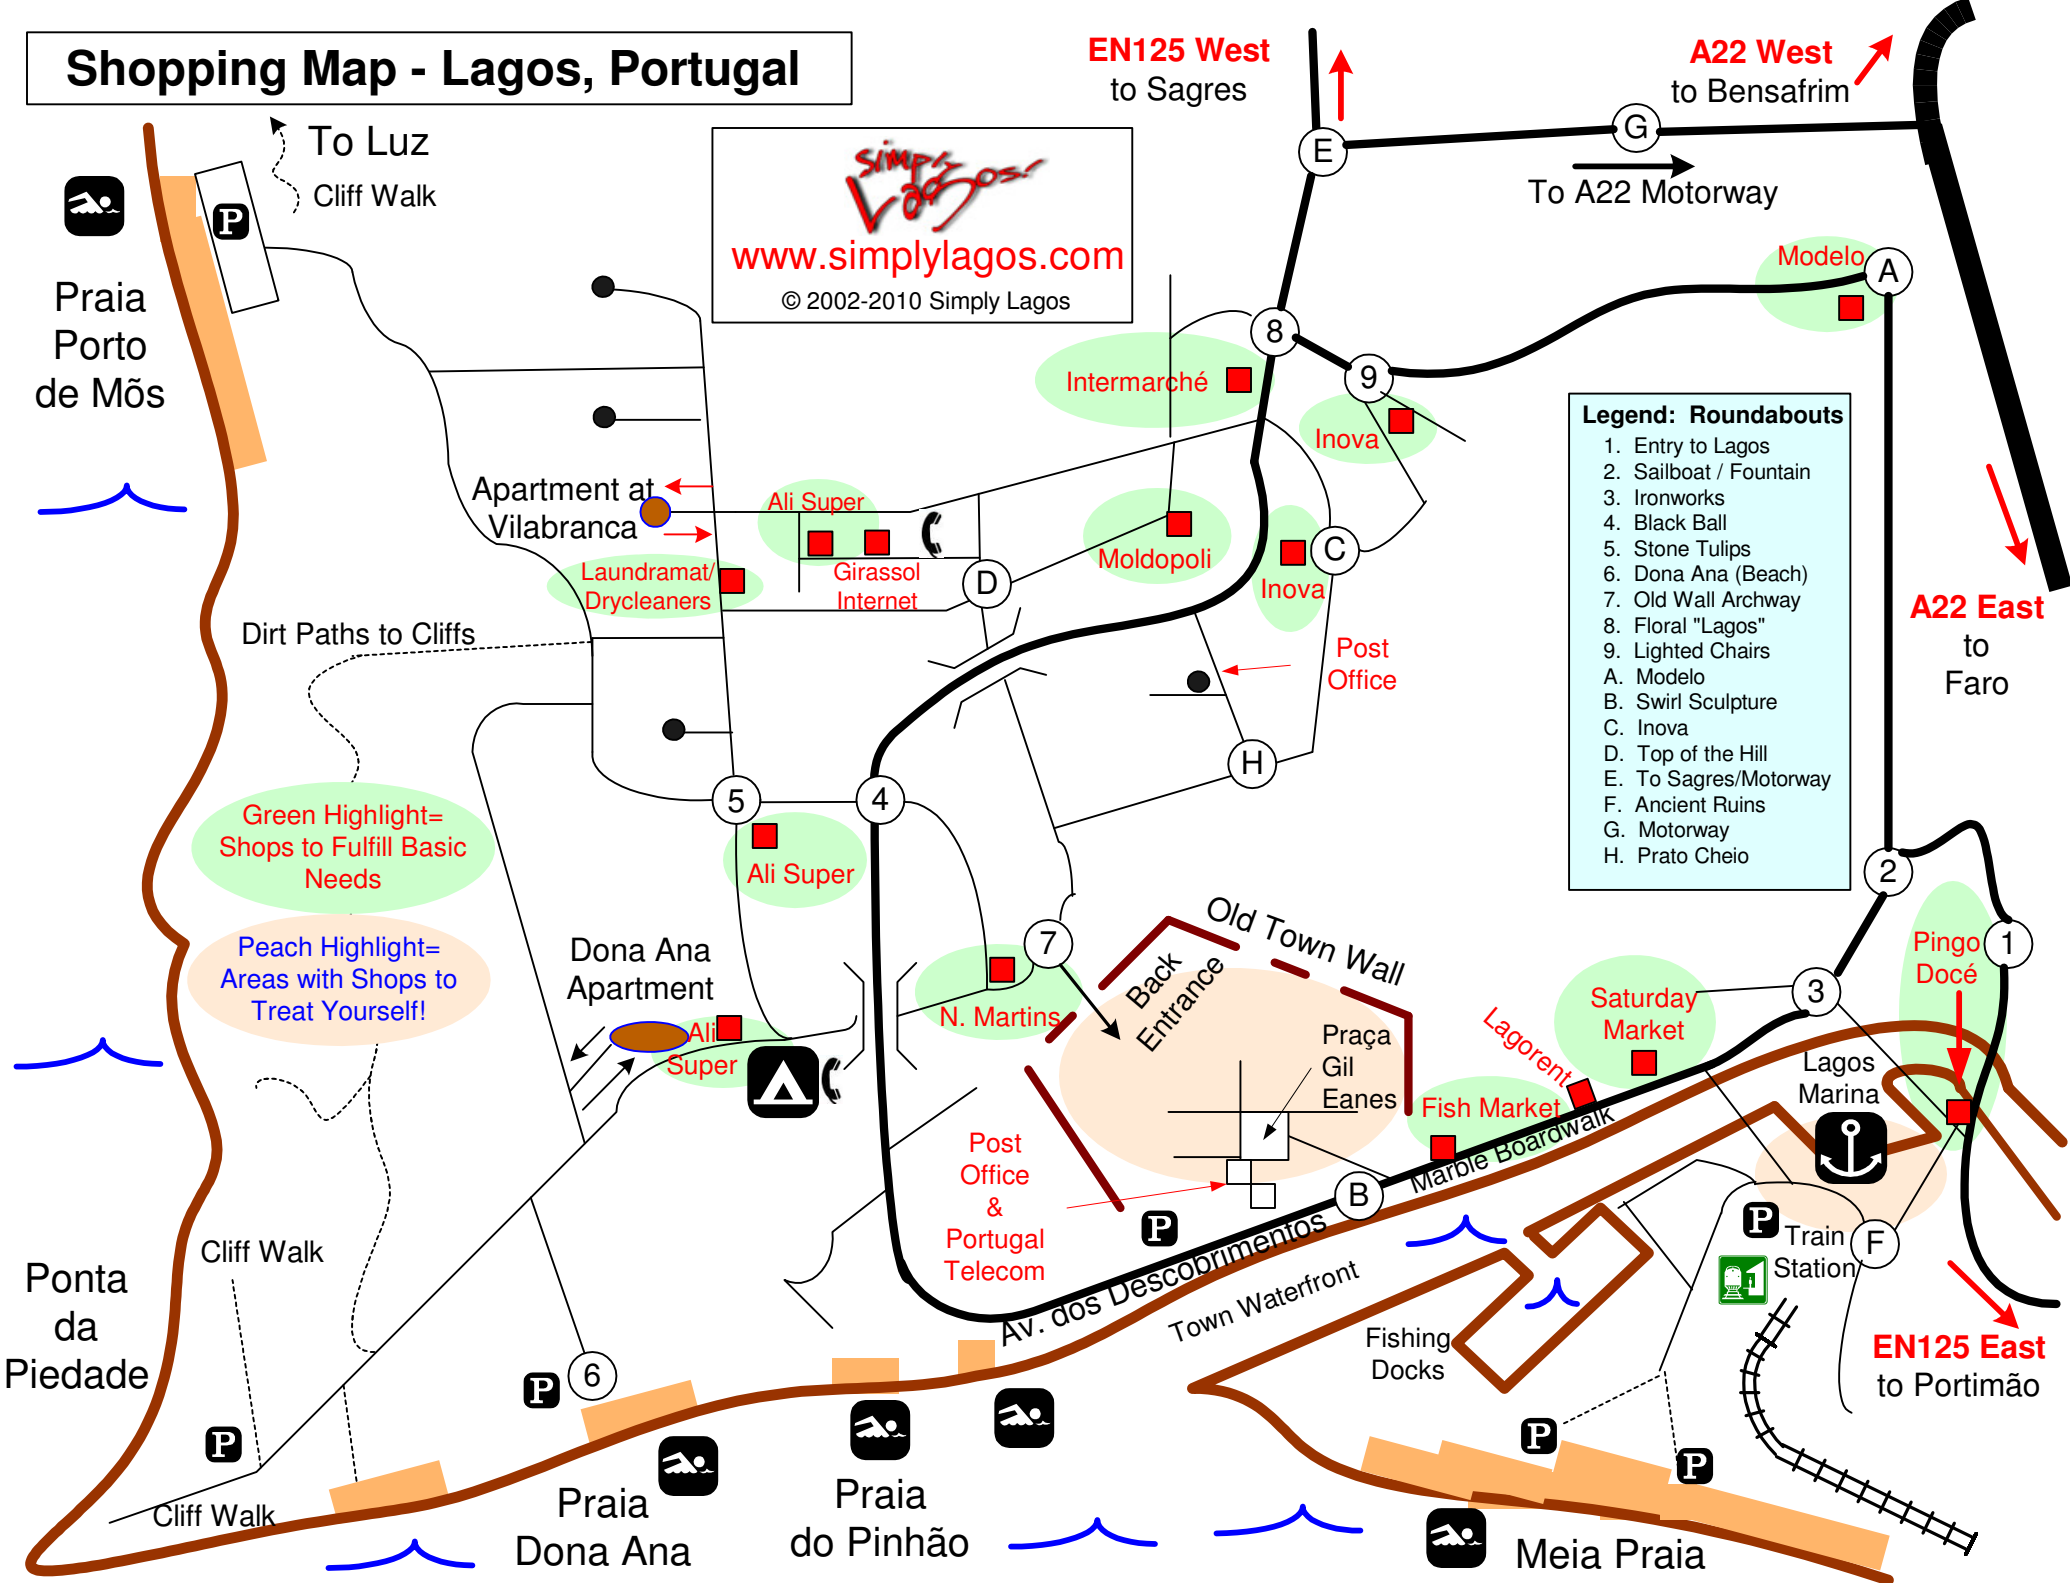 Shopping Map - Lagos, Portugal
EN125 West
to Sagres
A22 West
to Bensafrim
To Luz
Cliff Walk
Simply
Lagos!
www.simplylagos.com
© 2002-2010 Simply Lagos
E
G
To A22 Motorway
P
Praia
Porto
de Mõs
Modelo
A
8
9
Intermarché
Inova
Legend:  Roundabouts
1. Entry to Lagos
2. Sailboat / Fountain
3. Ironworks
4. Black Ball
5. Stone Tulips
6. Dona Ana (Beach)
7. Old Wall Archway
8. Floral "Lagos"
9. Lighted Chairs
A. Modelo
B. Swirl Sculpture
C. Inova
D. Top of the Hill
E. To Sagres/Motorway
F. Ancient Ruins
G. Motorway
H. Prato Cheio
Apartment at
Vilabranca
Ali Super
Girassol
Internet
Laundramat/
Drycleaners
D
Moldopoli
Inova
C
A22 East
to
Faro
Dirt Paths to Cliffs
Post
Office
H
5
4
Ali Super
Green Highlight=
Shops to Fulfill Basic
Needs
Peach Highlight=
Areas with Shops to
Treat Yourself!
2
1
Pingo
Docé
Dona Ana
Apartment
Ali
Super
7
N. Martins
Back
Entrance
Old Town Wall
Praça
Gil
Eanes
3
Saturday
Market
Lagorent
Fish Market
Marble Boardwalk
Lagos
Marina
Post
Office
&
Portugal
Telecom
B
P
Av. dos Descobrimentos
Town Waterfront
P
Train
Station
F
Fishing
Docks
EN125 East
to Portimão
Cliff Walk
Ponta
da
Piedade
P
6
P
Cliff Walk
Praia
Dona Ana
Praia
do Pinhão
P
P
Meia Praia